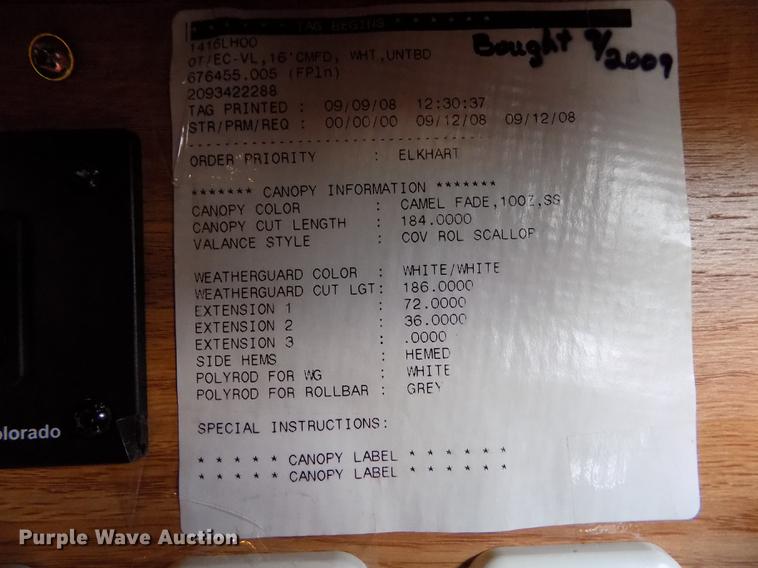 * * * * * * TAG BEGINS * * * * * *
Bought 9/2009
1416LH00
OT/EC-VL,16'CMFD, WHT,UNTBD
676455.005 (FPln)
2093422288
TAG PRINTED : 09/09/08 12:30:37
STR/PRM/REQ : 00/00/00 09/12/08 09/12/08
ORDER PRIORITY : ELKHART
******* CANOPY INFORMATION *******
CANOPY COLOR : CAMEL FADE,10OZ,SS
CANOPY CUT LENGTH : 184.0000
VALANCE STYLE : COV ROL SCALLOP
WEATHERGUARD COLOR : WHITE/WHITE
WEATHERGUARD CUT LGT: 186.0000
EXTENSION 1 : 72.0000
EXTENSION 2 : 36.0000
EXTENSION 3 : .0000
SIDE HEMS : HEMED
POLYROD FOR WG : WHITE
POLYROD FOR ROLLBAR : GREY
SPECIAL INSTRUCTIONS:
* * * * * CANOPY LABEL * * * * * *
* * * * * CANOPY LABEL * * * * * *
olorado
Purple Wave Auction